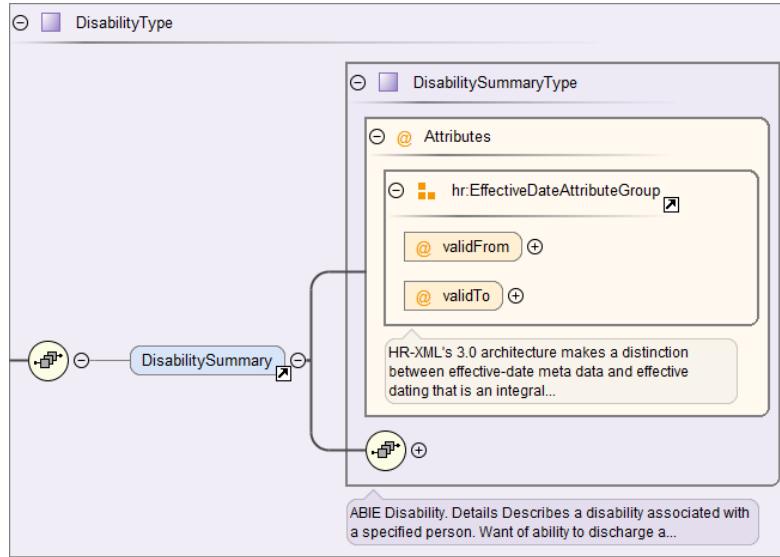 DisabilityType
DisabilitySummaryType
@ Attributes
hr:EffectiveDateAttributeGroup
@ validFrom
@ validTo
DisabilitySummary
HR-XML's 3.0 architecture makes a distinction
between effective-date meta data and effective
dating that is an integral...
ABIE Disability. Details Describes a disability associated with
a specified person. Want of ability to discharge a...